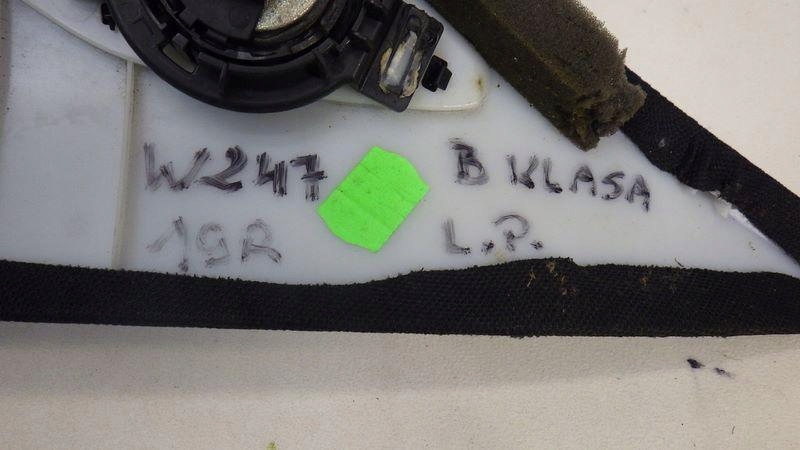 W247 B KLASA
19R L.P.